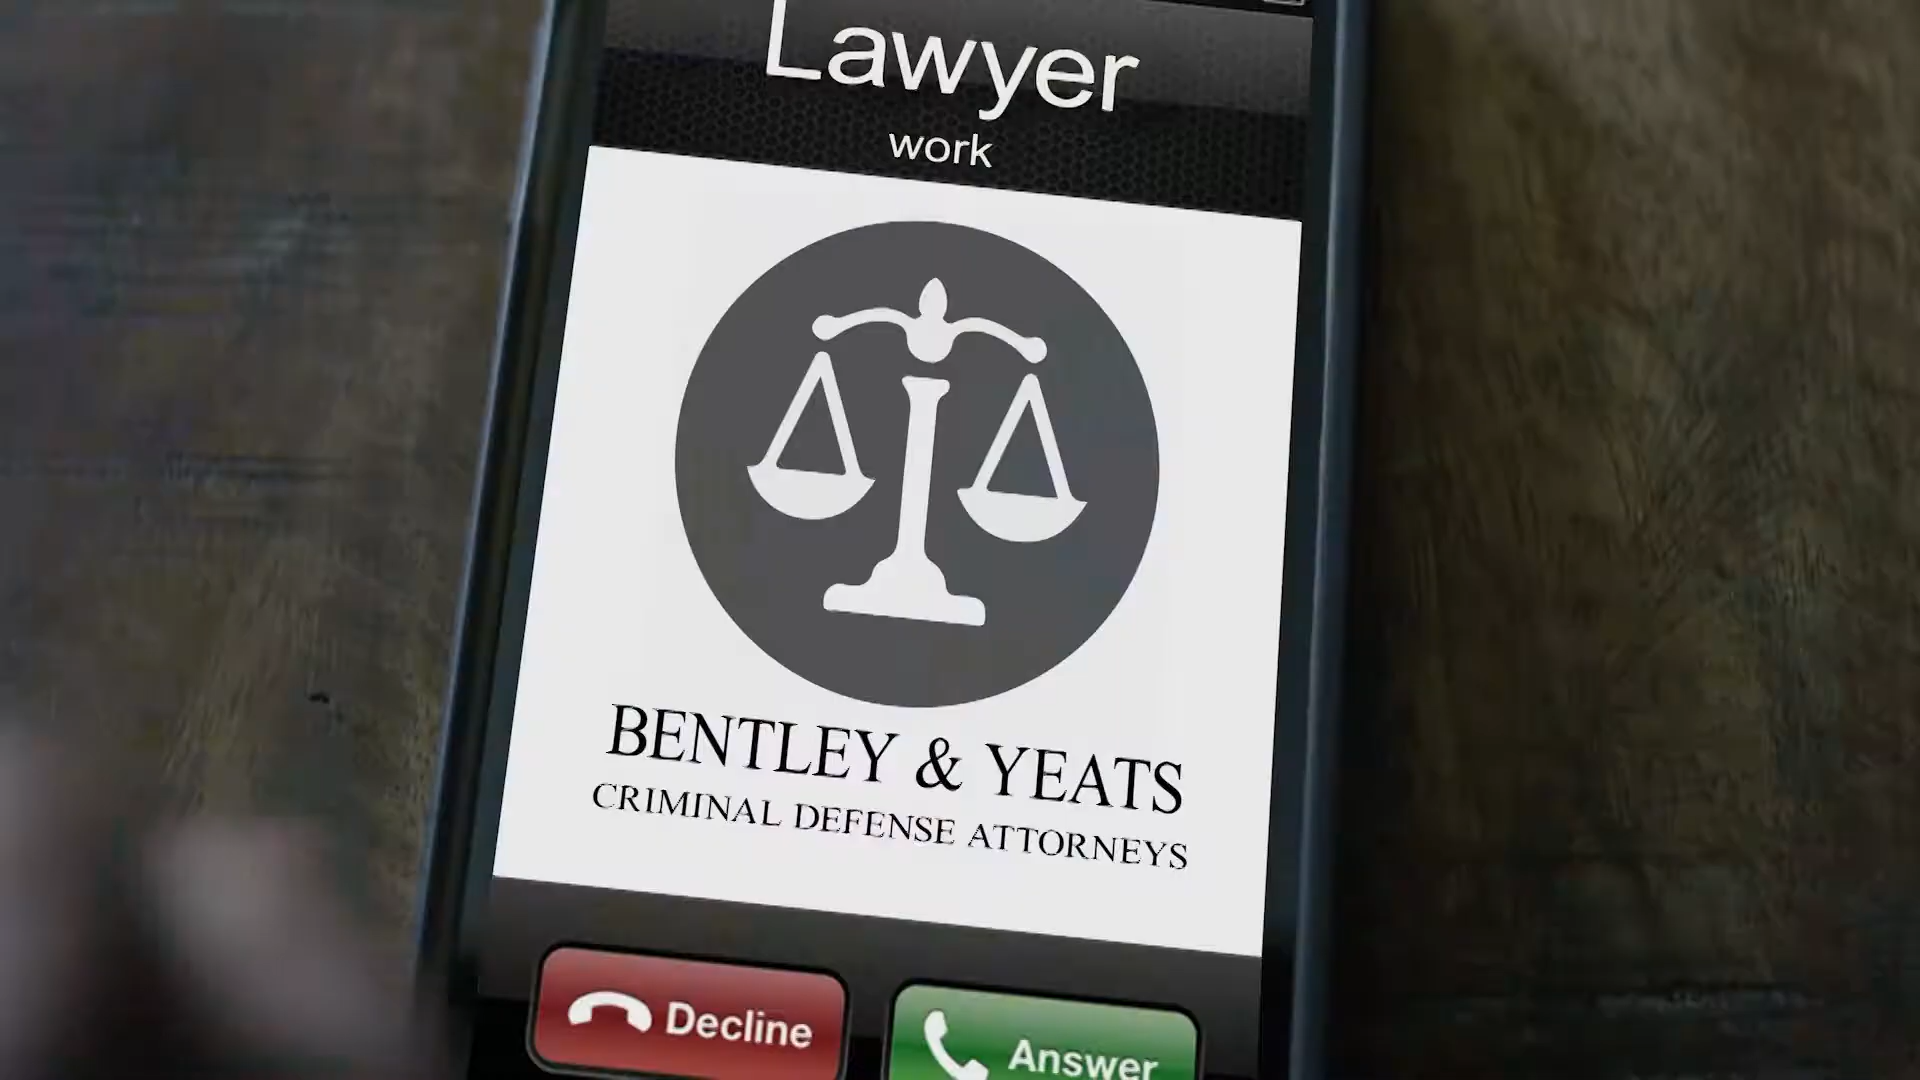 Lawyer
work
BENTLEY & YEATS
CRIMINAL DEFENSE ATTORNEYS
Decline
Answer